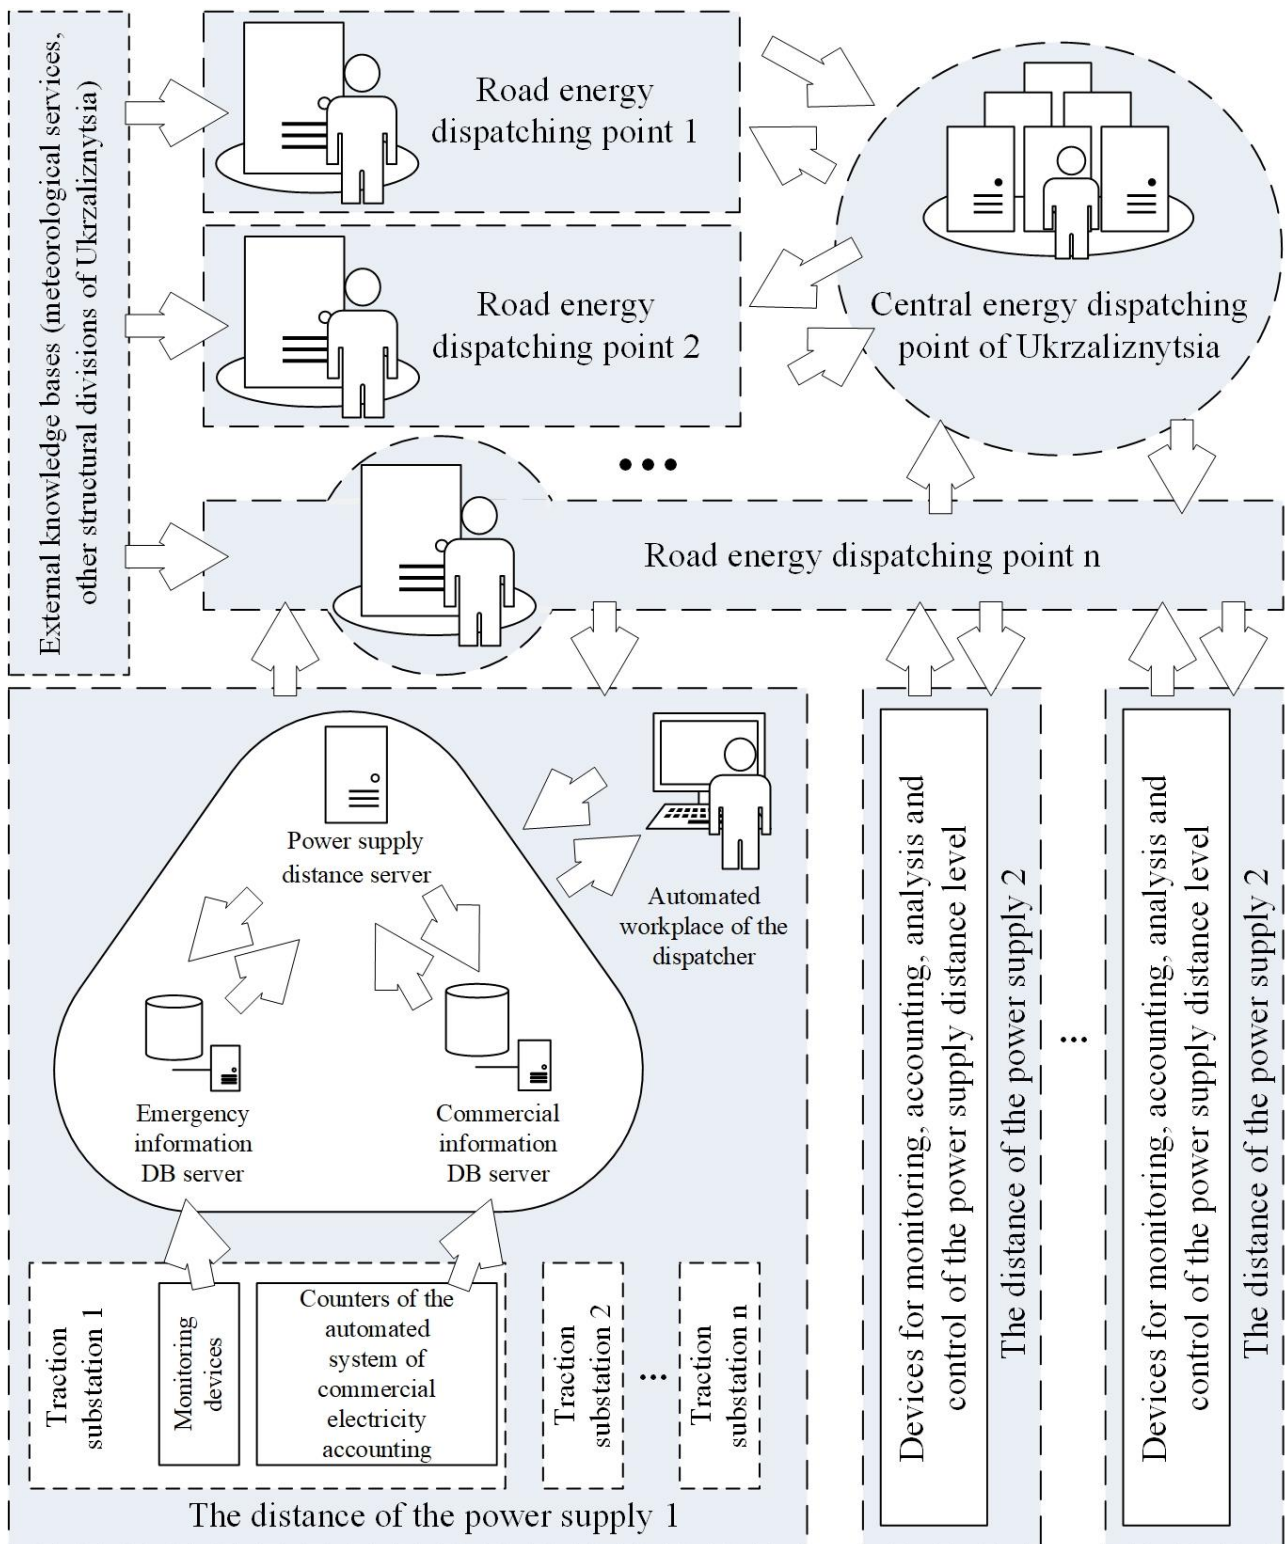 External knowledge bases (meteorological services,
other structural divisions of Ukrzaliznytsia)
Road energy
dispatching point 1
Road energy
dispatching point 2
Central energy dispatching
point of Ukrzaliznytsia
...
Road energy dispatching point n
Power supply
distance server
Automated
workplace of the
dispatcher
Emergency
information
DB server
Commercial
information
DB server
Traction
substation 1
Monitoring
devices
Counters of the
automated
system of
commercial
electricity
accounting
Traction
substation 2
...
Traction
substation n
The distance of the power supply 1
Devices for monitoring, accounting, analysis and
control of the power supply distance level
The distance of the power supply 2
...
Devices for monitoring, accounting, analysis and
control of the power supply distance level
The distance of the power supply 2